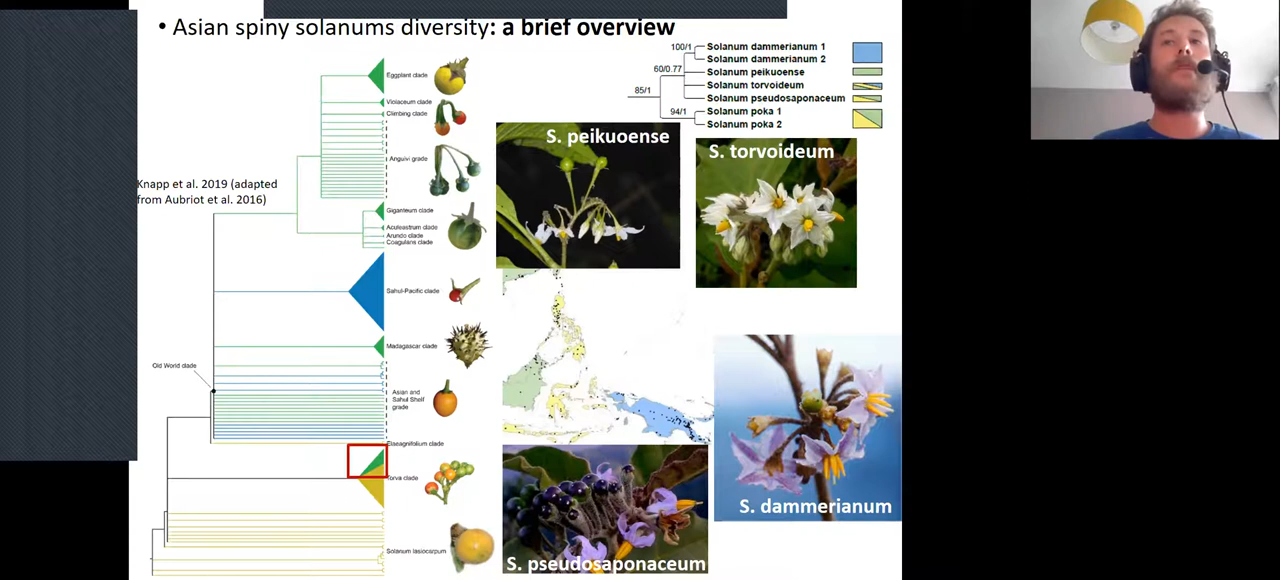 • Asian spiny solanums diversity: a brief overview
Knapp et al. 2019 (adapted
from Aubriot et al. 2016)
Eggplant clade
Violaceum clade
Climbing clade
Anguivi grade
Giganteum clade
Aculeastrum clade
Arundo clade
Coagulans clade
Sahul-Pacific clade
Madagascar clade
Old World clade
Asian and
Sahul Shelf
grade
Elaeagnifolium clade
Torva clade
Solanum lasiocarpum
100/1
60/0.77
85/1
94/1
Solanum dammerianum 1
Solanum dammerianum 2
Solanum peikuoense
Solanum torvoideum
Solanum pseudosaponaceum
Solanum poka 1
Solanum poka 2
S. peikuoense
S. torvoideum
S. dammerianum
S. pseudosaponaceum